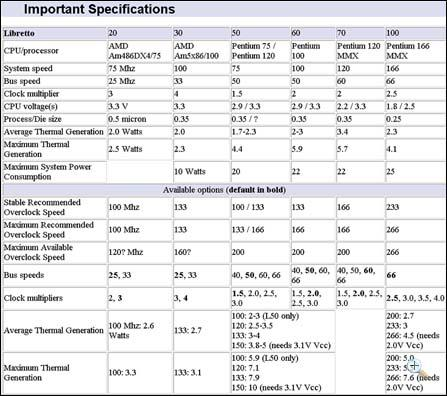 Important Specifications
Libretto 20 30 50 60 70 100
CPU/processor AMD Am486DX4/75 AMD Am5x86/100 Pentium 75 / Pentium 120 Pentium 100 Pentium 120 MMX Pentium 166 MMX
System speed 75 Mhz 100 75 100 120 166
Bus speed 25 Mhz 33 50 50 60 66
Clock multiplier 3 4 1.5 2 2 2.5
CPU voltage(s) 3.3 V 3.3 2.9 / 3.3 2.9 / 3.3 2.2 / 3.3 1.8 / 2.5
Process/Die size 0.5 micron 0.35 0.35 / ? 0.35 0.35 0.25
Average Thermal Generation 2.0 Watts 2.0 1.7-2.3 2-3 3.4 2.3
Maximum Thermal Generation 2.5 Watts 2.3 4.4 5.9 5.7 4.1
Maximum System Power Consumption 10 Watts 20 22 22 25
Available options (default in bold)
Stable Recommended Overclock Speed 100 Mhz 133 100 / 133 133 166 233
Maximum Recommended Overclock Speed 100 Mhz 133 133 / 166 166 166 266
Maximum Available Overclock Speed 120? Mhz 160? 200 200 200 266
Bus speeds 25, 33 25, 33 40, 50, 60, 66 40, 50, 60, 66 40, 50, 60, 66 66
Clock multipliers 2, 3 3, 4 1.5, 2.0, 2.5, 3.0 1.5, 2.0, 2.5, 3.0 1.5, 2.0, 2.5, 3.0 2.5, 3.0, 3.5, 4.0
Average Thermal Generation 100 Mhz: 2.6 Watts 133: 2.7 100: 2-3 (L50 only) 120: 2.5-3.5 133: 3-4 150: 3.8-5 (needs 3.1V Vcc) 200: 2.7 233: 3 266: 4.5 (needs 2.0V Vcc)
Maximum Thermal Generation 100: 3.3 133: 3.1 100: 5.9 (L50 only) 120: 7.1 133: 7.9 150: 10 (needs 3.1V Vcc) 200: 5.0 233: 266: 7.6 (needs 2.0V Vcc)